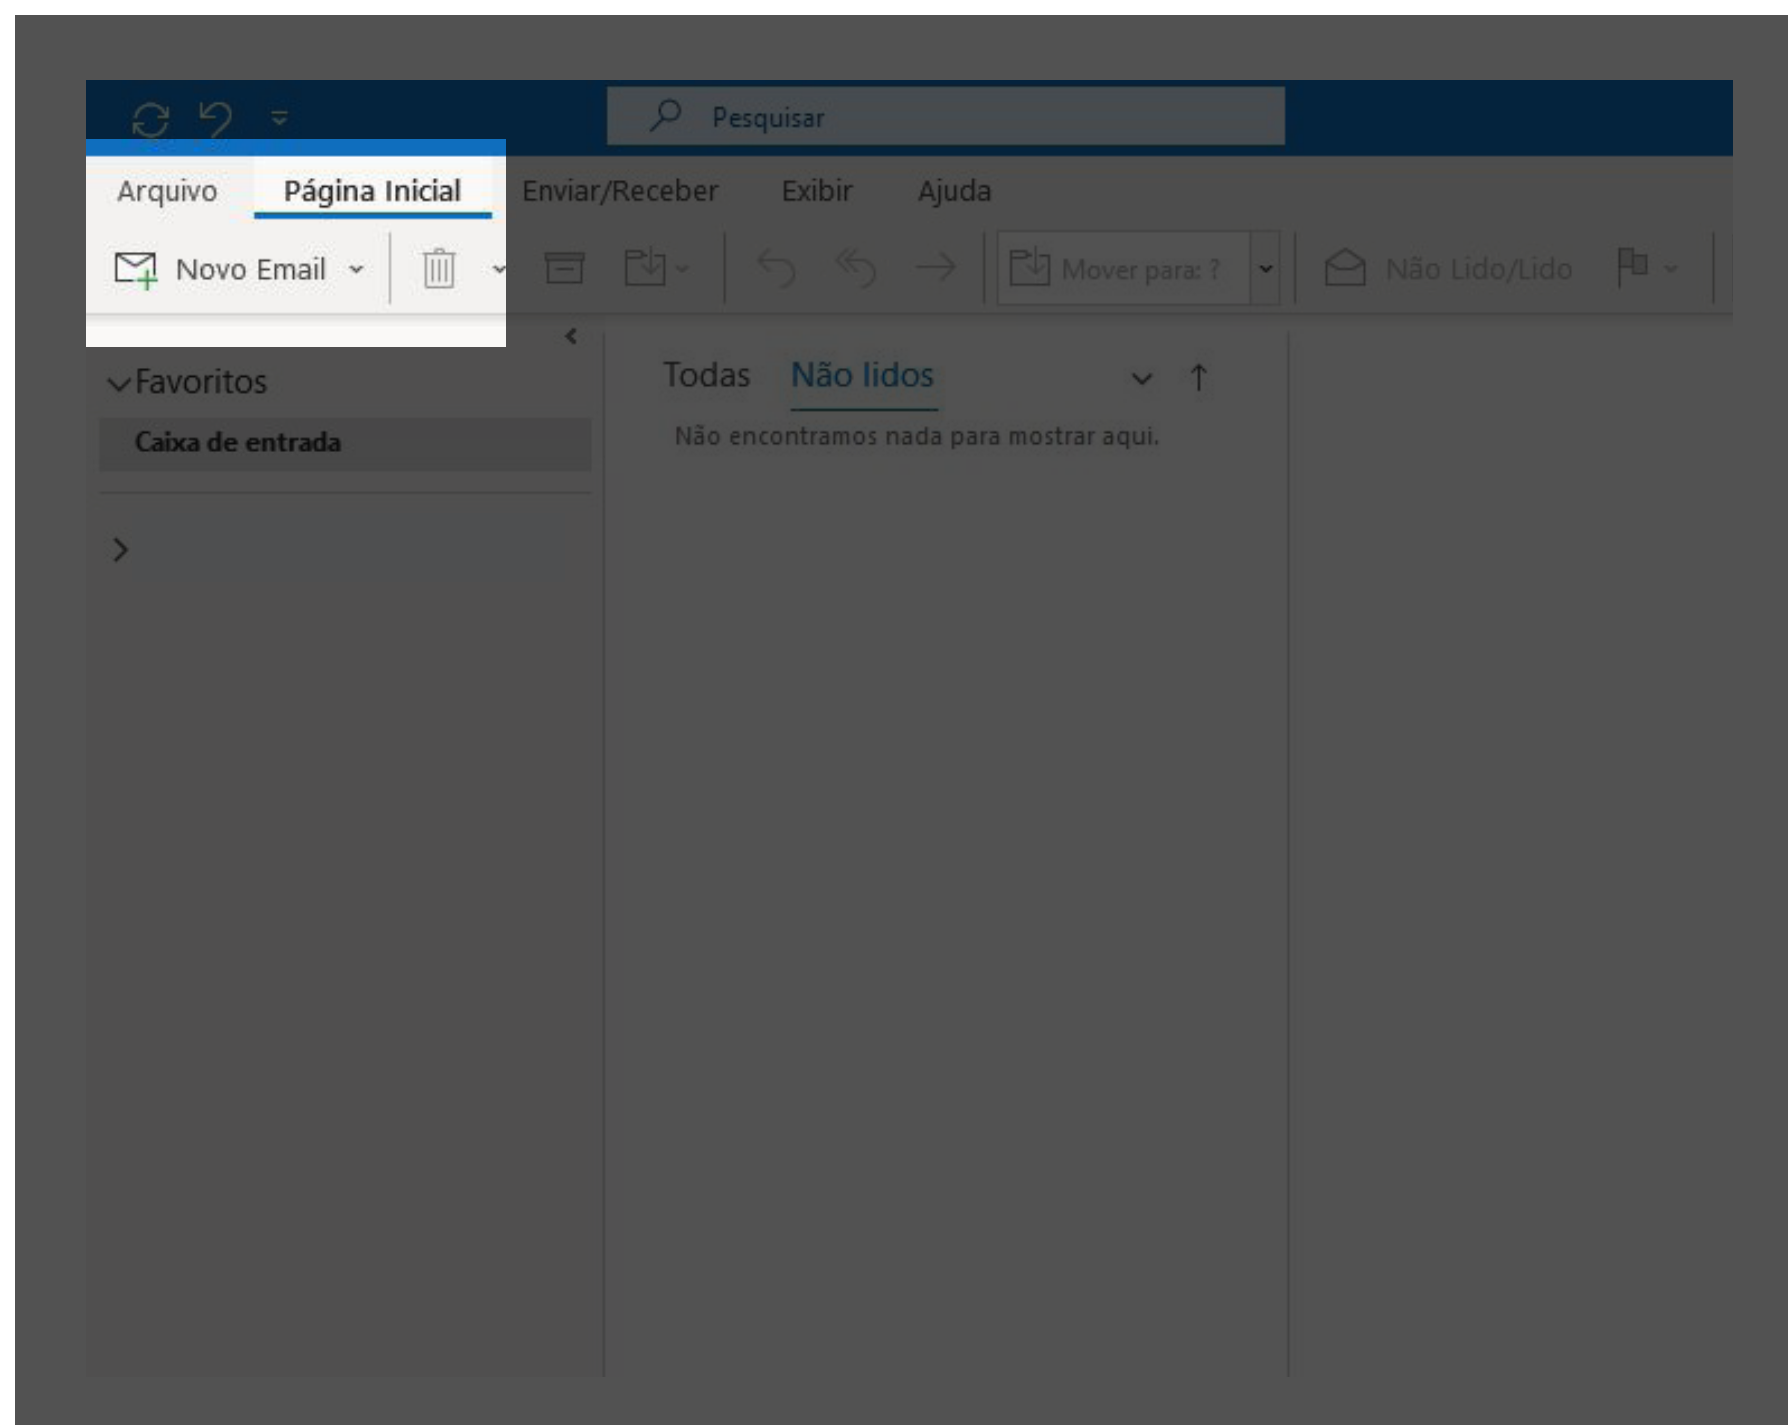 Pesquisar
Arquivo Página Inicial Enviar/Receber Exibir Ajuda
Novo Email Mover para: ? Não Lido/Lido
Favoritos
Caixa de entrada
Todas Não lidos
Não encontramos nada para mostrar aqui.